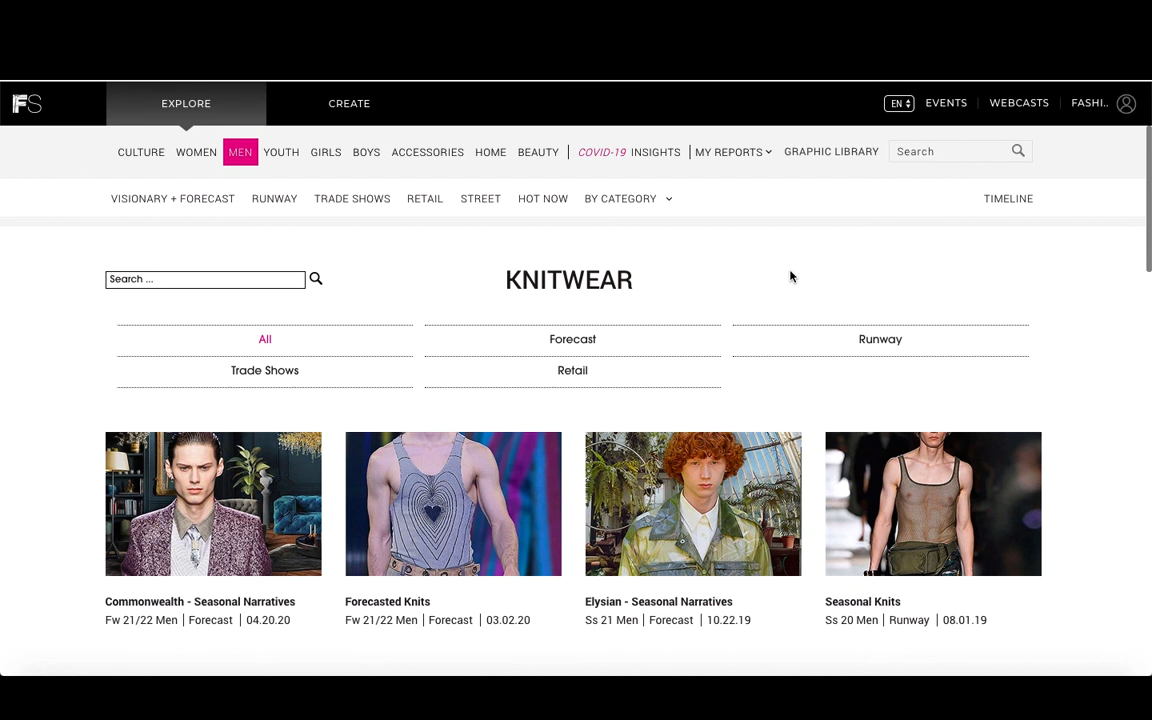 FS
EXPLORE
CREATE
EN
EVENTS
WEBCASTS
FASHI..
CULTURE WOMEN MEN YOUTH GIRLS BOYS ACCESSORIES HOME BEAUTY COVID-19 INSIGHTS MY REPORTS GRAPHIC LIBRARY Search
VISIONARY + FORECAST RUNWAY TRADE SHOWS RETAIL STREET HOT NOW BY CATEGORY TIMELINE
Search ...
KNITWEAR
All Forecast Runway
Trade Shows Retail
Commonwealth - Seasonal Narratives
Fw 21/22 Men | Forecast | 04.20.20
Forecasted Knits
Fw 21/22 Men | Forecast | 03.02.20
Elysian - Seasonal Narratives
Ss 21 Men | Forecast | 10.22.19
Seasonal Knits
Ss 20 Men | Runway | 08.01.19